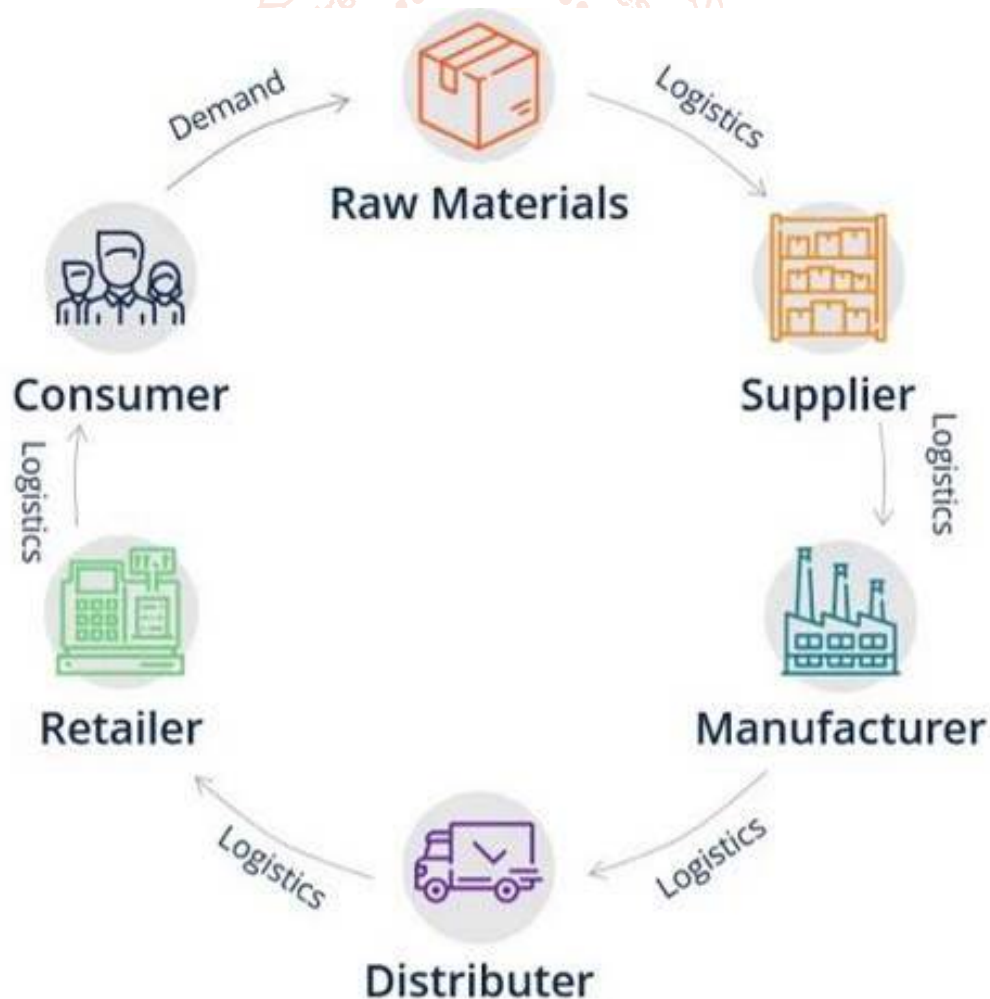 Demand
Logistics
Raw Materials
Consumer
Supplier
Logistics
Logistics
Retailer
Manufacturer
Logistics
Logistics
Distributer